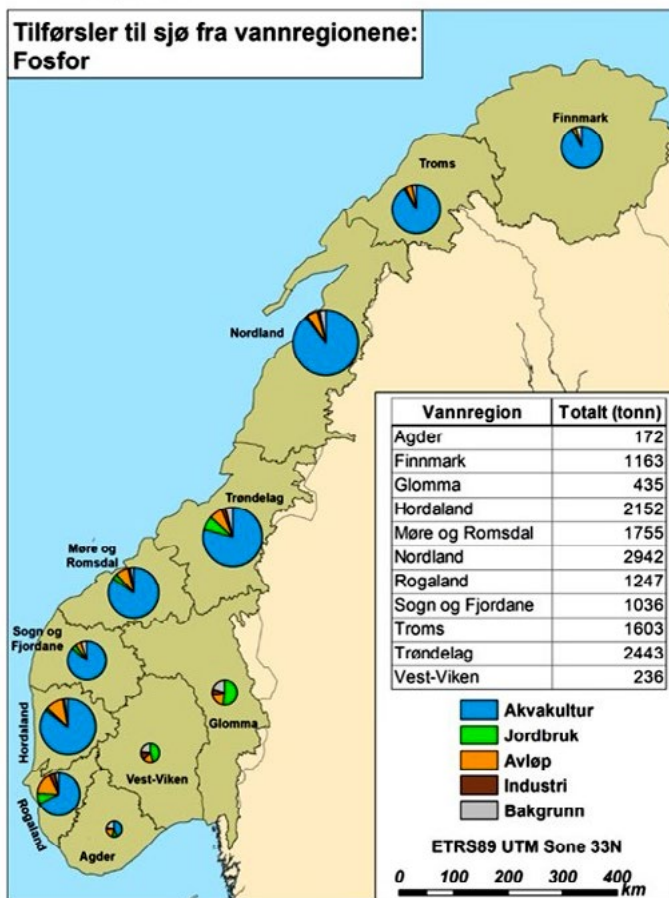 Tilførsler til sjø fra vannregionene:
Fosfor
Finnmark
Troms
Nordland
Trøndelag
Møre og
Romsdal
Sogn og
Fjordane
Hordaland
Rogaland
Agder
Vest-Viken
Glomma
Vannregion Totalt (tonn)
Agder 172
Finnmark 1163
Glomma 435
Hordaland 2152
Møre og Romsdal 1755
Nordland 2942
Rogaland 1247
Sogn og Fjordane 1036
Troms 1603
Trøndelag 2443
Vest-Viken 236
Akvakultur
Jordbruk
Avløp
Industri
Bakgrunn
ETRS89 UTM Sone 33N
0 100 200 300 400
km